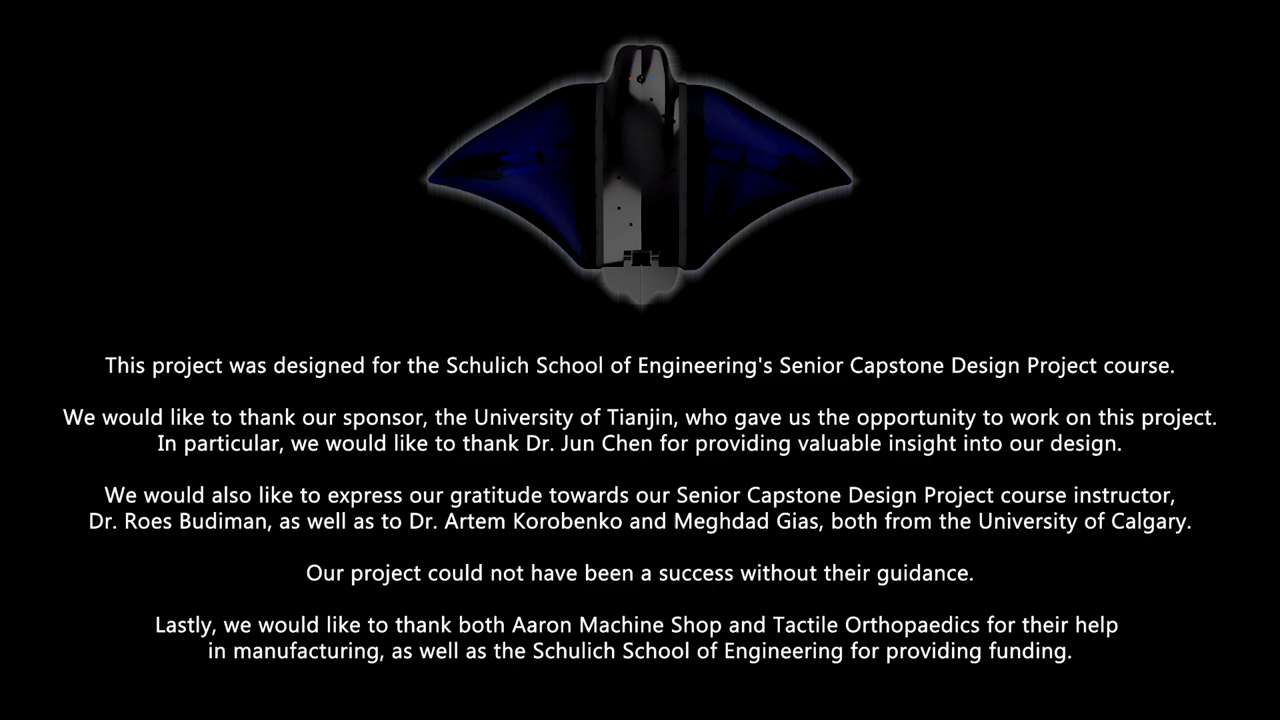 This project was designed for the Schulich School of Engineering's Senior Capstone Design Project course.
We would like to thank our sponsor, the University of Tianjin, who gave us the opportunity to work on this project.
In particular, we would like to thank Dr. Jun Chen for providing valuable insight into our design.
We would also like to express our gratitude towards our Senior Capstone Design Project course instructor,
Dr. Roes Budiman, as well as to Dr. Artem Korobenko and Meghdad Gias, both from the University of Calgary.
Our project could not have been a success without their guidance.
Lastly, we would like to thank both Aaron Machine Shop and Tactile Orthopaedics for their help
in manufacturing, as well as the Schulich School of Engineering for providing funding.